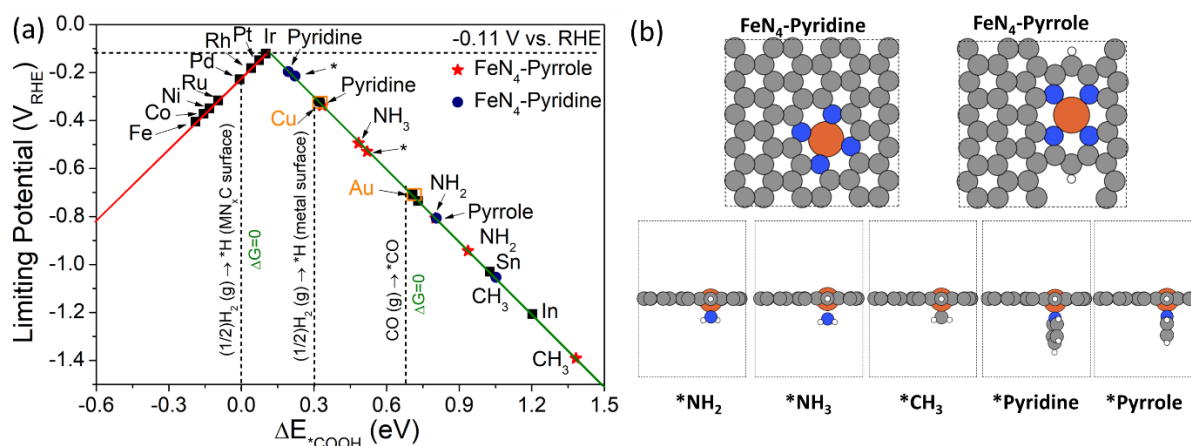 (a)
Limiting Potential (V_RHE)
0.0
-0.2
-0.4
-0.6
-0.8
-1.0
-1.2
-1.4
-0.6
-0.3
0.0
0.3
0.6
0.9
1.2
1.5
ΔE*COOH (eV)
-0.11 V vs. RHE
FeN4-Pyrrole
FeN4-Pyridine
Ir
Pt
Rh
Pd
Ru
Ni
Co
Fe
Pyridine
*
Pyridine
Cu
NH3
*
Au
NH2
Pyrrole
NH2
Sn
CH3
In
CH3
(1/2)H2 (g) → *H (MNxC surface)
ΔG=0
(1/2)H2 (g) → *H (metal surface)
CO (g) → *CO
ΔG=0
(b)
FeN4-Pyridine
FeN4-Pyrrole
*NH2
*NH3
*CH3
*Pyridine
*Pyrrole